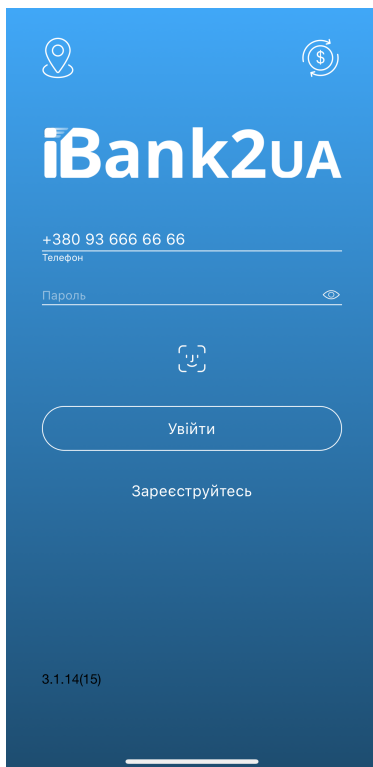 $
iBank2UA
+380 93 666 66 66
Телефон
Пароль
Увійти
Зареєструйтесь
3.1.14(15)